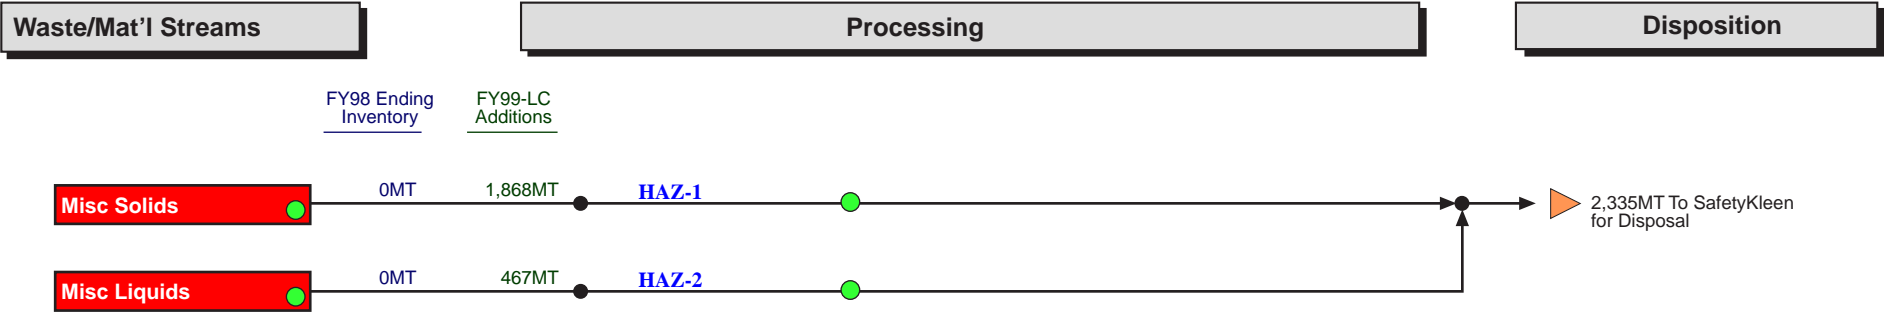 Waste/Mat’l Streams
Processing
Disposition
FY98 Ending
Inventory
FY99-LC
Additions
Misc Solids
0MT
1,868MT
HAZ-1
2,335MT To SafetyKleen
for Disposal
Misc Liquids
0MT
467MT
HAZ-2